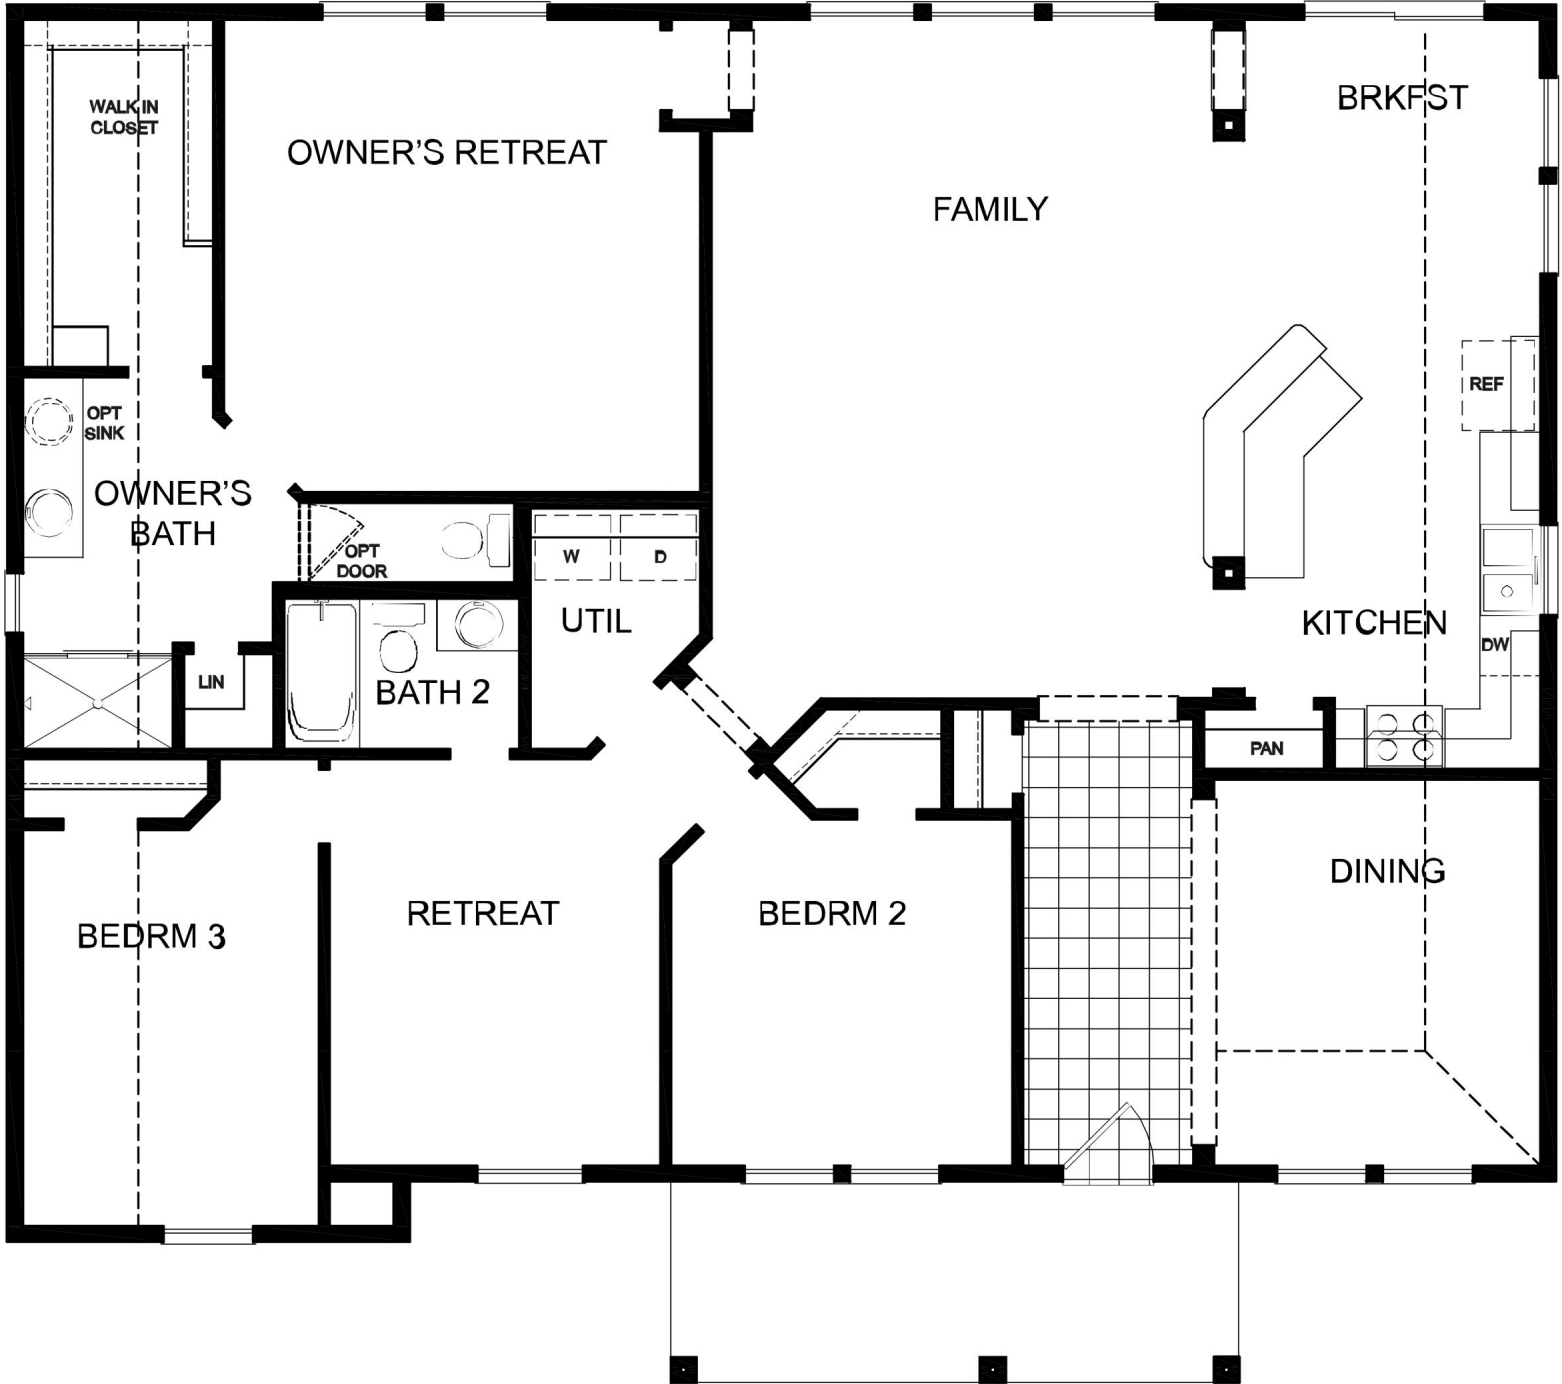 BRKFST
WALK IN
CLOSET
OWNER'S RETREAT
FAMILY
REF
OPT
SINK
OWNER'S
BATH
OPT
DOOR
W
D
UTIL
KITCHEN
DW
LIN
BATH 2
PAN
DINING
RETREAT
BEDRM 2
BEDRM 3